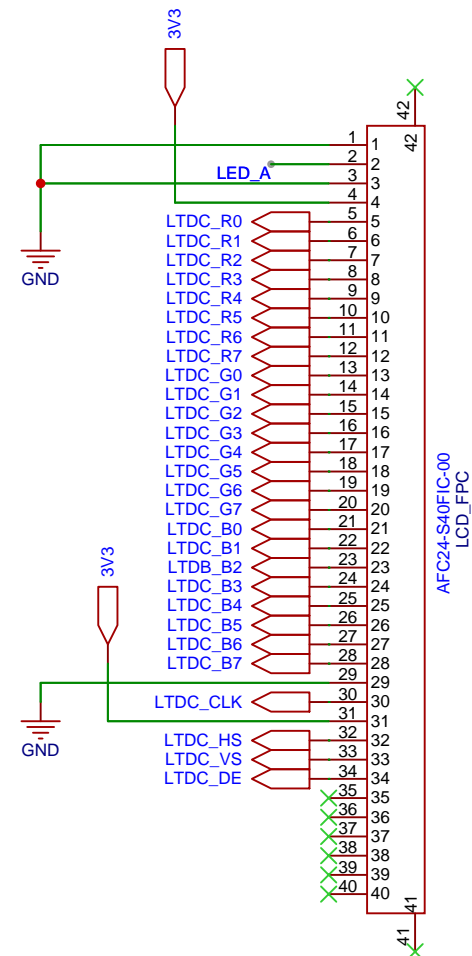 3V3
42
42
1 1
LED_A 2 2
3 3
4 4
LTDC_R0 5 5
LTDC_R1 6 6
LTDC_R2 7 7
LTDC_R3 8 8
GND
LTDC_R4 9 9
LTDC_R5 10 10
LTDC_R6 11 11
LTDC_R7 12 12
LTDC_G0 13 13
LTDC_G1 14 14
LTDC_G2 15 15
LTDC_G3 16 16
LTDC_G4 17 17
LTDC_G5 18 18
LTDC_G6 19 19
LTDC_G7 20 20
LTDC_B0 21 21
LTDC_B1 22 22
LTDB_B2 23 23
LTDC_B3 24 24
LTDC_B4 25 25
LTDC_B5 26 26
LTDC_B6 27 27
LTDC_B7 28 28
AFC24-S40FIC-00
LCD_FPC
3V3
29 29
LTDC_CLK 30 30
31 31
GND
LTDC_HS 32 32
LTDC_VS 33 33
LTDC_DE 34 34
35 35
36 36
37 37
38 38
39 39
40 40
41
41